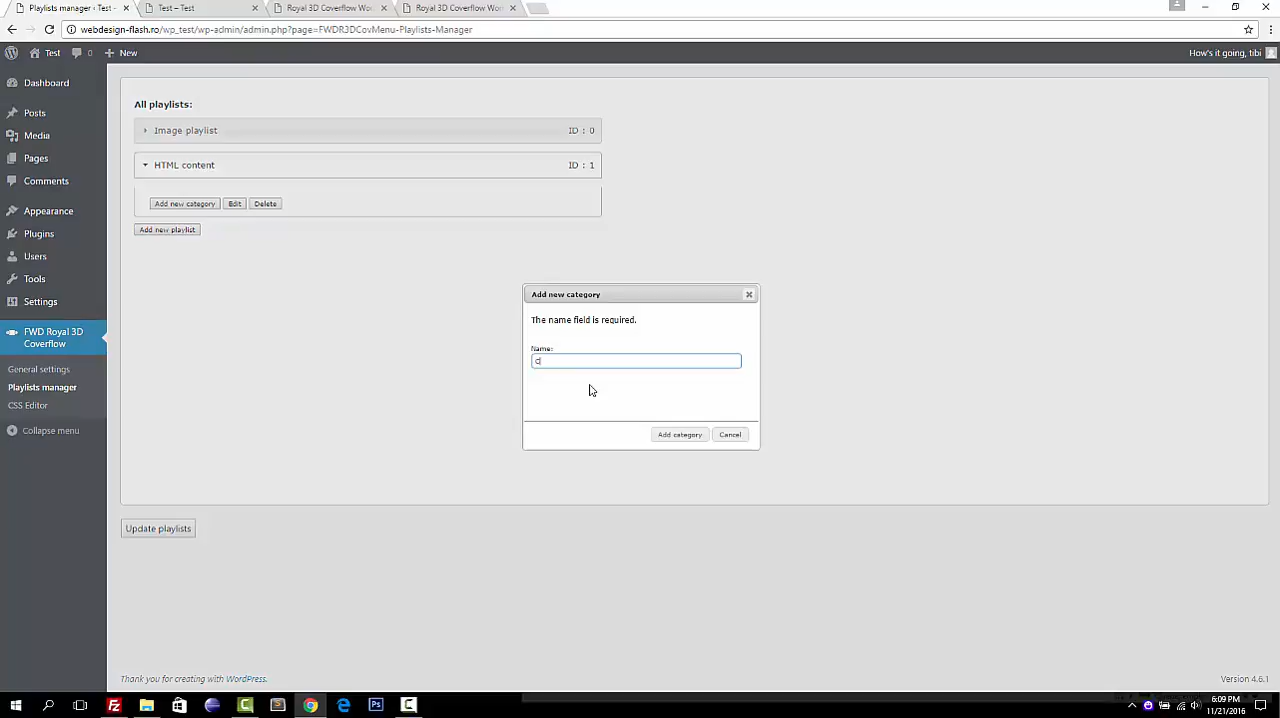 Playlists manager ‹ Test -
Test – Test
Royal 3D Coverflow Wo
Royal 3D Coverflow Wor
webdesign-flash.ro/wp_test/wp-admin/admin.php?page=FWDR3DCovMenu-Playlists-Manager
Test
0
New
How's it going, tibi
Dashboard
Posts
Media
Pages
Comments
Appearance
Plugins
Users
Tools
Settings
FWD Royal 3D
Coverflow
General settings
Playlists manager
CSS Editor
Collapse menu
All playlists:
Image playlist
ID : 0
HTML content
ID : 1
Add new category
Edit
Delete
Add new playlist
Add new category
The name field is required.
Name:
C
Add category
Cancel
Update playlists
Thank you for creating with WordPress.
Version 4.6.1
Ps
6:09 PM
11/21/2016